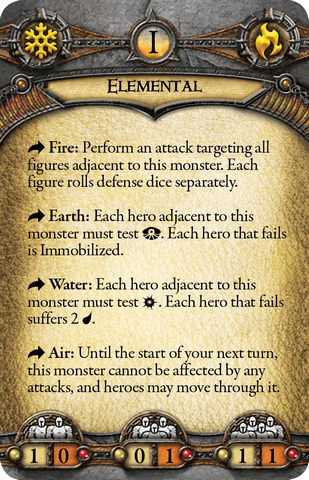 I
ELEMENTAL
Fire: Perform an attack targeting all
figures adjacent to this monster. Each
figure rolls defense dice separately.
Earth: Each hero adjacent to this
monster must test . Each hero that fails
is Immobilized.
Water: Each hero adjacent to this
monster must test . Each hero that fails
suffers 2 .
Air: Until the start of your next turn,
this monster cannot be affected by any
attacks, and heroes may move through it.
1 0 0 1 1 1